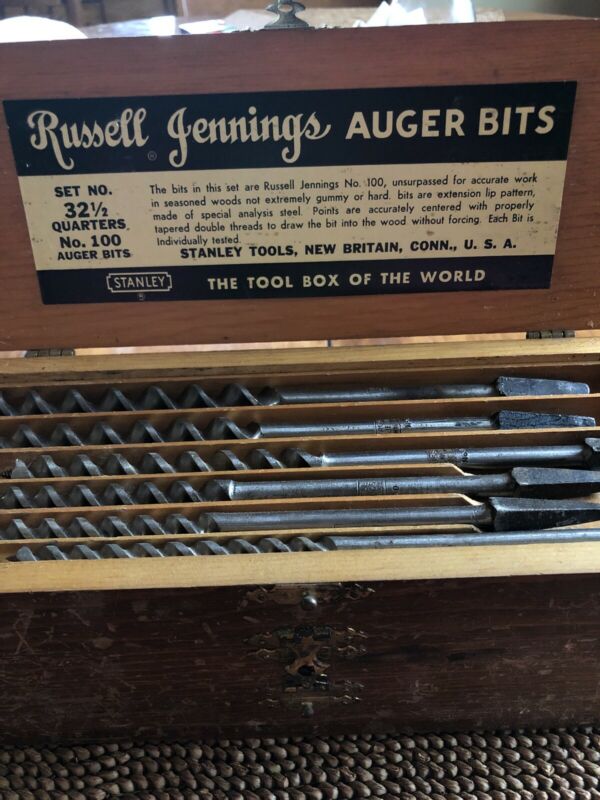 Russell Jennings AUGER BITS
®
SET NO.
32½
QUARTERS
No. 100
AUGER BITS
The bits in this set are Russell Jennings No. 100, unsurpassed for accurate work
in seasoned woods not extremely gummy or hard. bits are extension lip pattern,
made of special analysis steel. Points are accurately centered with properly
tapered double threads to draw the bit into the wood without forcing. Each Bit is
Individually tested.
STANLEY TOOLS, NEW BRITAIN, CONN., U. S. A.
STANLEY
®
THE TOOL BOX OF THE WORLD